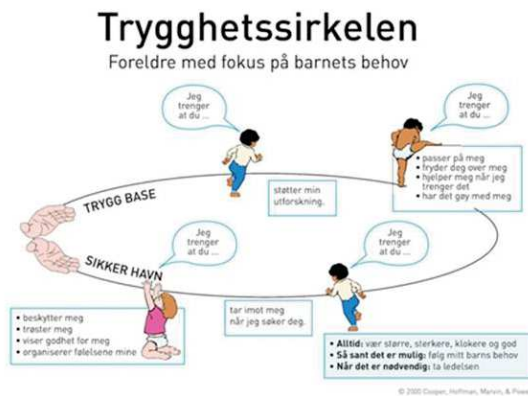 Trygghetssirkelen
Foreldre med fokus på barnets behov
Jeg
trenger
at du ...
Jeg
trenger
at du ...
• passer på meg
• fryder deg over meg
• hjelper meg når jeg
trenger det
• har det gøy med meg
støtter min
utforskning.
TRYGG BASE
SIKKER HAVN
Jeg
trenger
at du ...
Jeg
trenger
at du ...
• beskytter meg
• trøster meg
• viser godhet for meg
• organiserer følelsene mine
tar imot meg
når jeg søker deg.
• Alltid: vær større, sterkere, klokere og god
• Så sant det er mulig: følg mitt barns behov
• Når det er nødvendig: ta ledelsen
© 2000 Cooper, Hoffman, Marvin, &